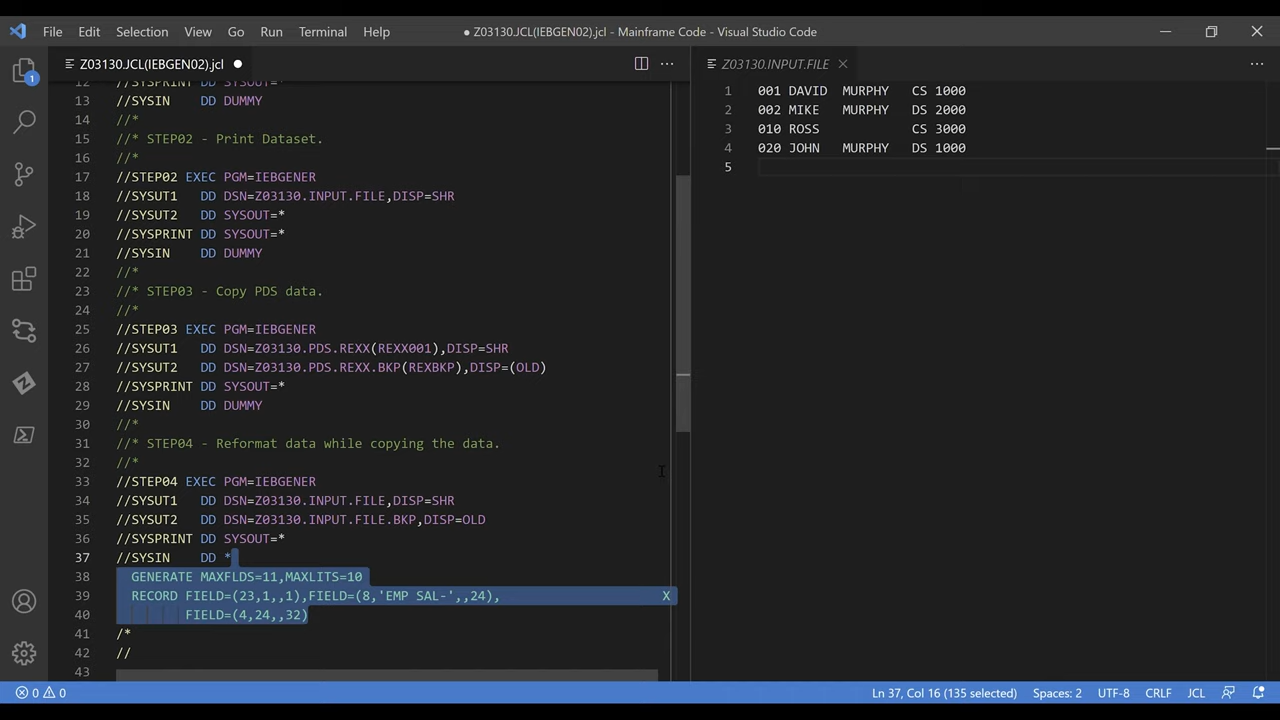 File Edit Selection View Go Run Terminal Help ● Z03130.JCL(IEBGEN02).jcl - Mainframe Code - Visual Studio Code
1 Z03130.JCL(IEBGEN02).jcl ●
12 //SYSPRINT DD SYSOUT=*
13 //SYSIN    DD DUMMY
14 //*
15 //* STEP02 - Print Dataset.
16 //*
17 //STEP02 EXEC PGM=IEBGENER
18 //SYSUT1   DD DSN=Z03130.INPUT.FILE,DISP=SHR
19 //SYSUT2   DD SYSOUT=*
20 //SYSPRINT DD SYSOUT=*
21 //SYSIN    DD DUMMY
22 //*
23 //* STEP03 - Copy PDS data.
24 //*
25 //STEP03 EXEC PGM=IEBGENER
26 //SYSUT1   DD DSN=Z03130.PDS.REXX(REXX001),DISP=SHR
27 //SYSUT2   DD DSN=Z03130.PDS.REXX.BKP(REXBKP),DISP=(OLD)
28 //SYSPRINT DD SYSOUT=*
29 //SYSIN    DD DUMMY
30 //*
31 //* STEP04 - Reformat data while copying the data.
32 //*
33 //STEP04 EXEC PGM=IEBGENER
34 //SYSUT1   DD DSN=Z03130.INPUT.FILE,DISP=SHR
35 //SYSUT2   DD DSN=Z03130.INPUT.FILE.BKP,DISP=OLD
36 //SYSPRINT DD SYSOUT=*
37 //SYSIN    DD *
38   GENERATE MAXFLDS=11,MAXLITS=10
39   RECORD FIELD=(23,1,,1),FIELD=(8,'EMP SAL-',,24),                     X
40          FIELD=(4,24,,32)
41 /*
42 //
43
Z03130.INPUT.FILE
1 001 DAVID  MURPHY   CS 1000
2 002 MIKE   MURPHY   DS 2000
3 010 ROSS            CS 3000
4 020 JOHN   MURPHY   DS 1000
5
0 0 Ln 37, Col 16 (135 selected) Spaces: 2 UTF-8 CRLF JCL